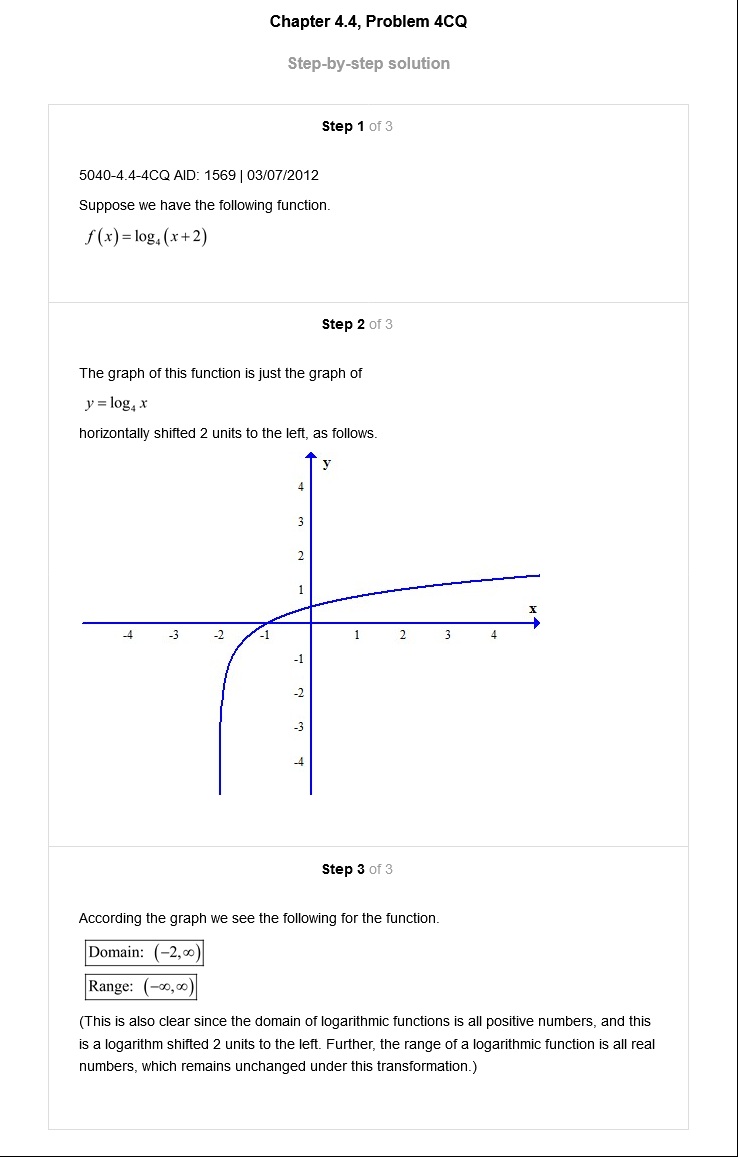 Chapter 4.4, Problem 4CQ
Step-by-step solution
Step 1 of 3
5040-4.4-4CQ AID: 1569 | 03/07/2012
Suppose we have the following function.
f(x)=log₄(x+2)
Step 2 of 3
The graph of this function is just the graph of
y=log₄ x
horizontally shifted 2 units to the left, as follows.
y
4
3
2
1
x
-4 -3 -2 -1 1 2 3 4
-1
-2
-3
-4
Step 3 of 3
According the graph we see the following for the function.
Domain: (−2,∞)
Range: (−∞,∞)
(This is also clear since the domain of logarithmic functions is all positive numbers, and this
is a logarithm shifted 2 units to the left. Further, the range of a logarithmic function is all real
numbers, which remains unchanged under this transformation.)